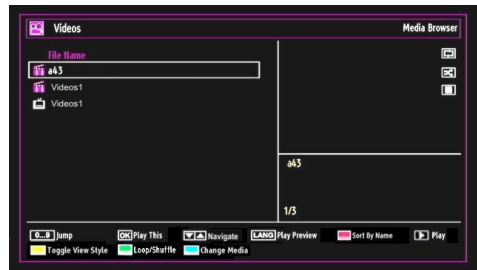 Videos Media Browser
File Name
a43
Videos1
Videos1
a43
1/3
0...9 Jump OK Play This Navigate LANG Play Preview Sort By Name Play
Toggle View Style Loop/Shuffle Change Media